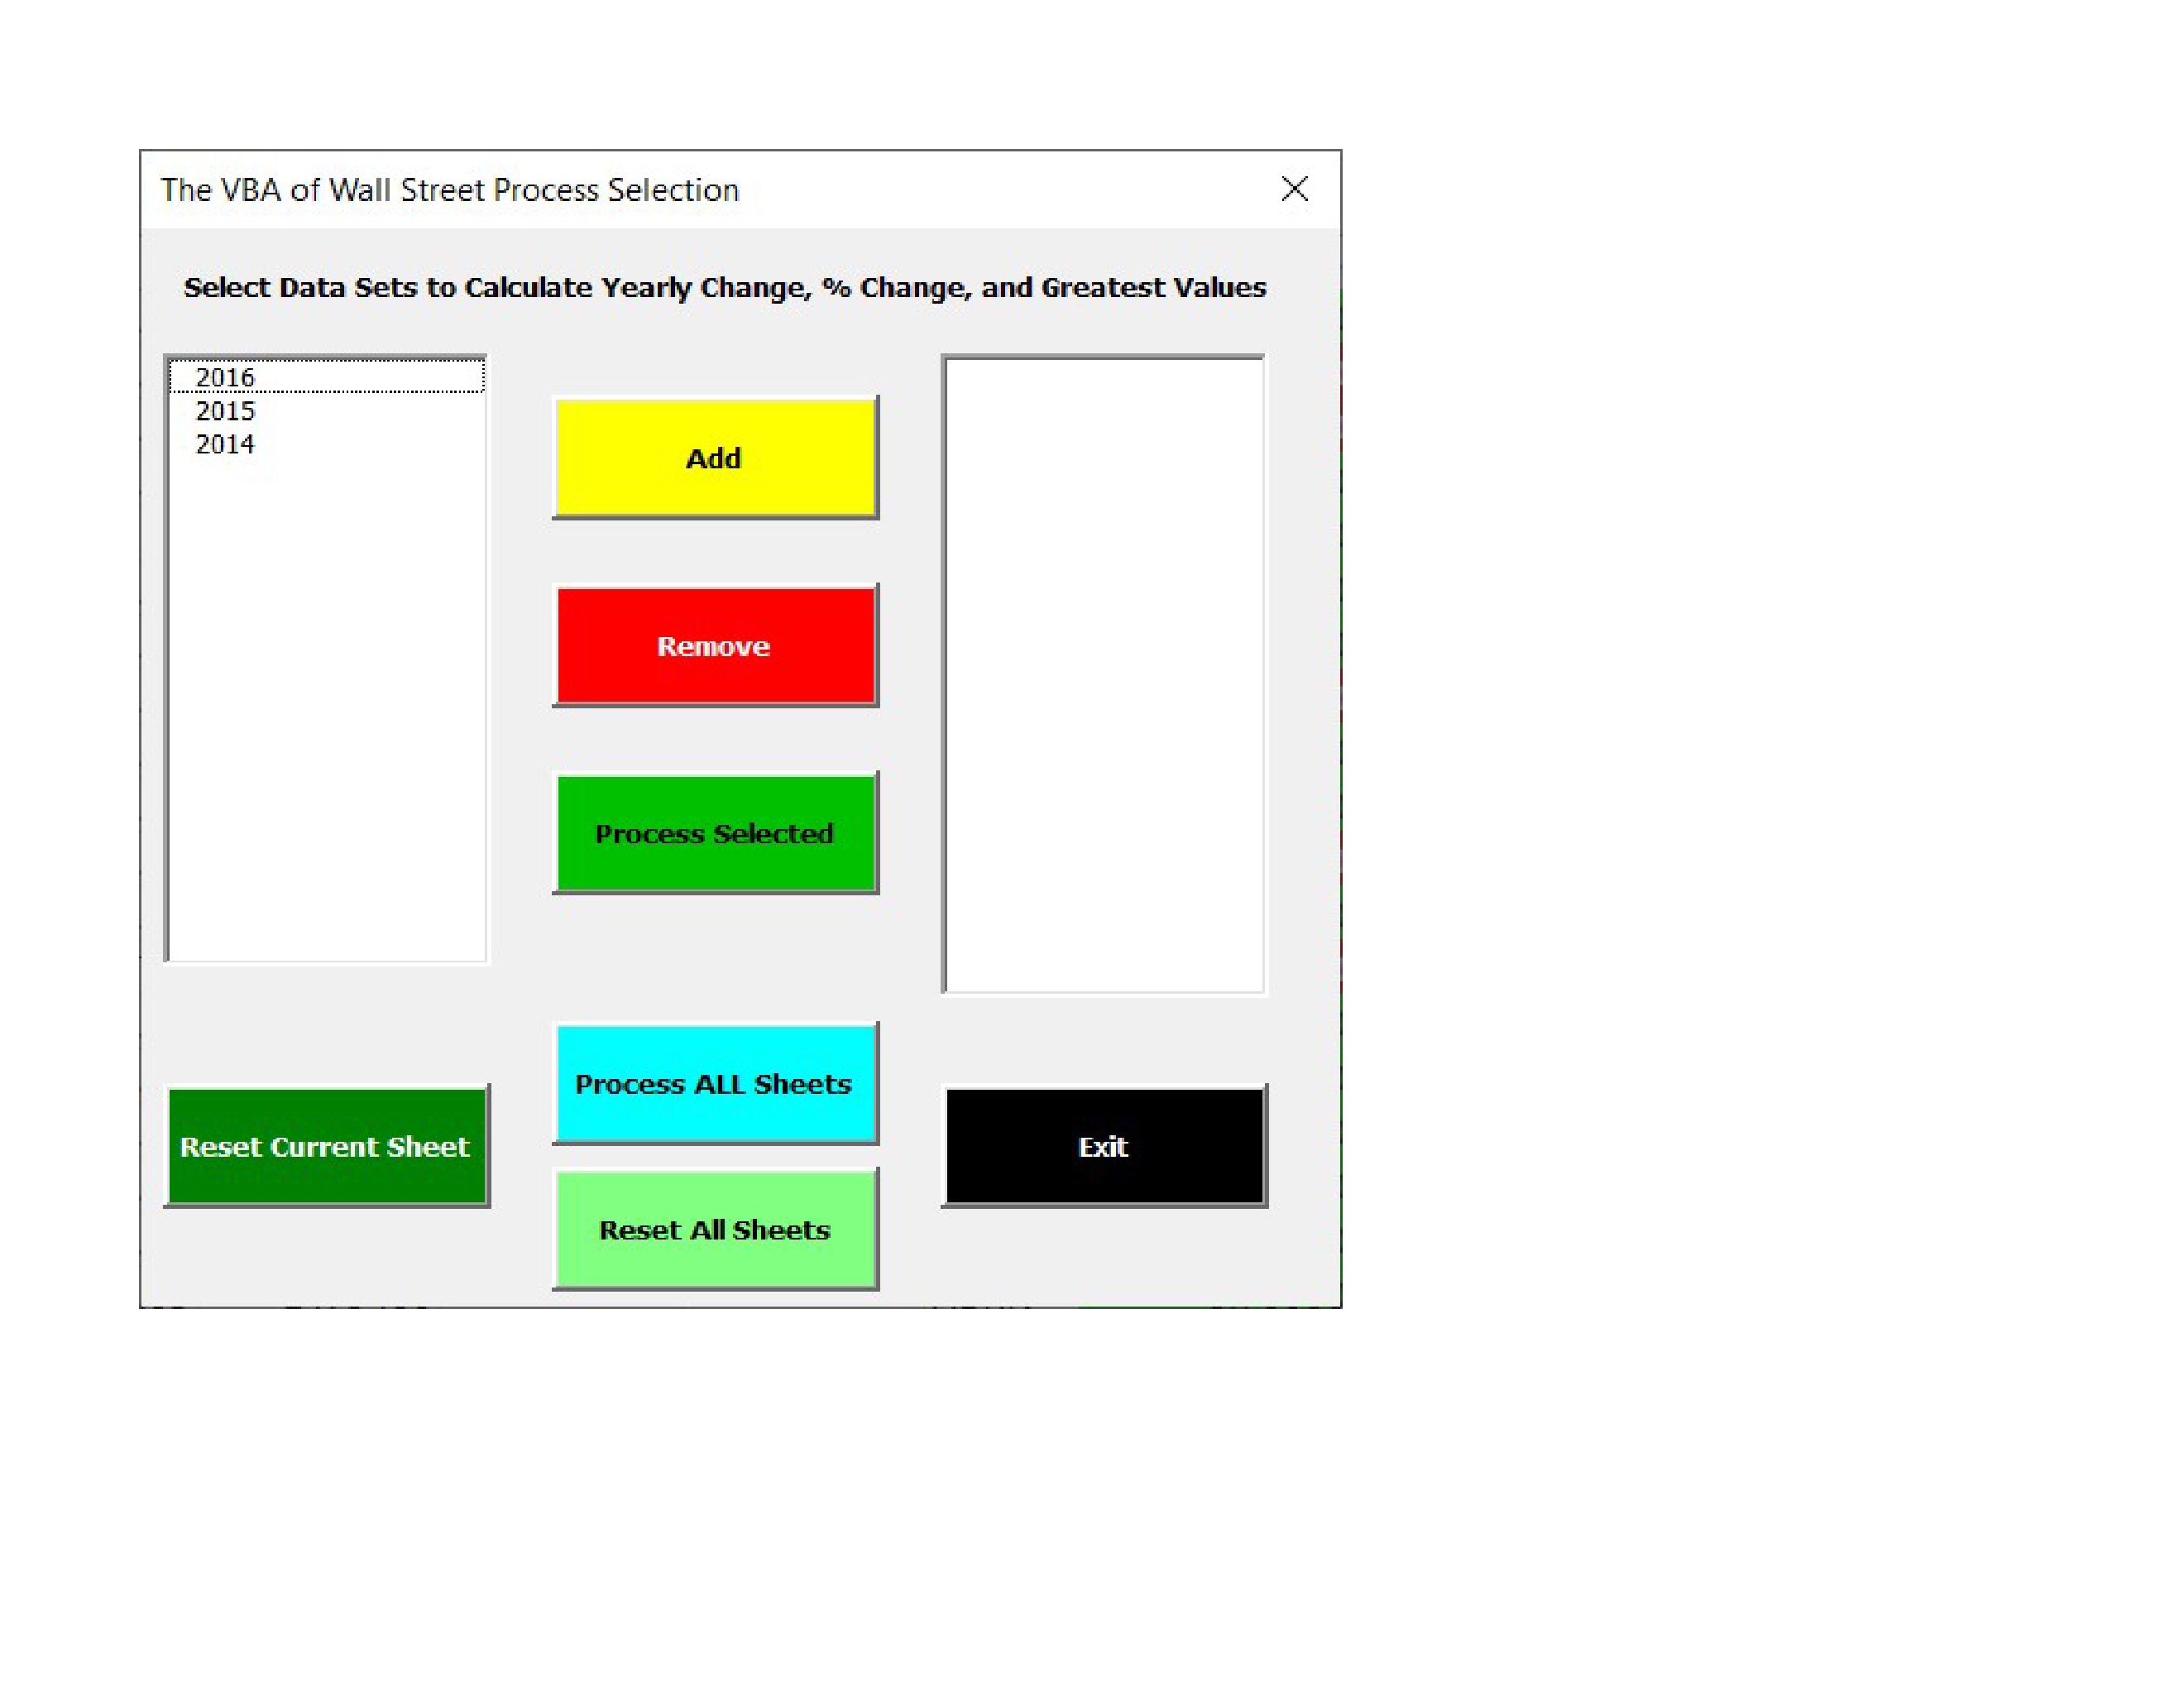 The VBA of Wall Street Process Selection
Select Data Sets to Calculate Yearly Change, % Change, and Greatest Values
2016
2015
2014
Add
Remove
Process Selected
Process ALL Sheets
Reset Current Sheet
Exit
Reset All Sheets